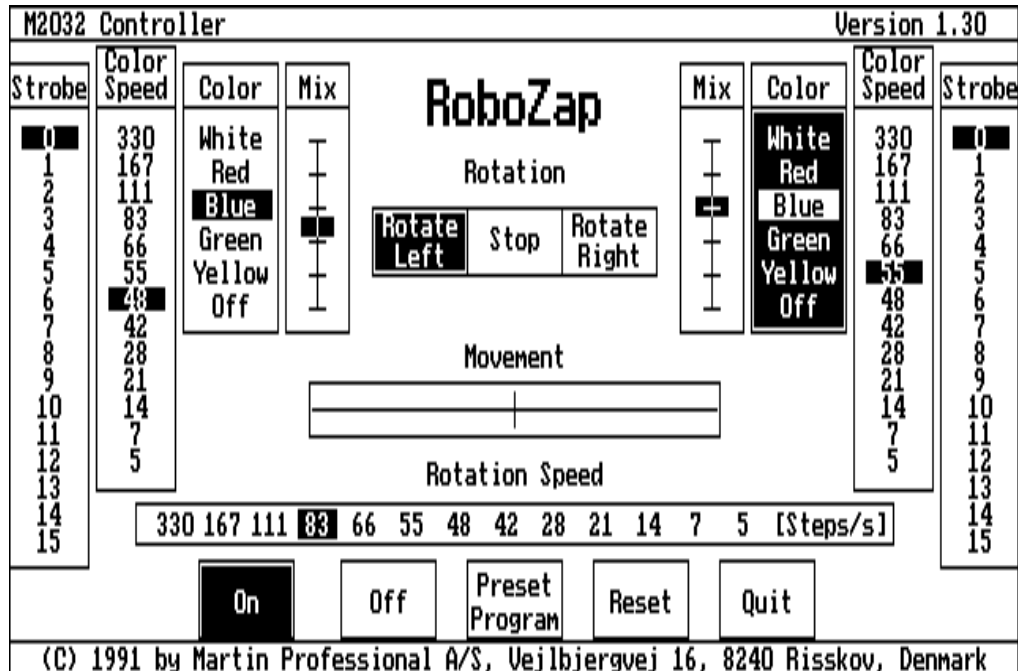 M2032 Controller Version 1.30
Strobe
0
1
2
3
4
5
6
7
8
9
10
11
12
13
14
15
Color
Speed
330
167
111
83
66
55
48
42
28
21
14
7
5
Color
White
Red
Blue
Green
Yellow
Off
Mix
RoboZap
Rotation
Rotate
Left
Stop
Rotate
Right
Movement
Rotation Speed
330 167 111 83 66 55 48 42 28 21 14 7 5 [Steps/s]
Mix
Color
White
Red
Blue
Green
Yellow
Off
Color
Speed
330
167
111
83
66
55
48
42
28
21
14
7
5
Strobe
0
1
2
3
4
5
6
7
8
9
10
11
12
13
14
15
On
Off
Preset
Program
Reset
Quit
(C) 1991 by Martin Professional A/S, Vejlbjergvej 16, 8240 Risskov, Denmark